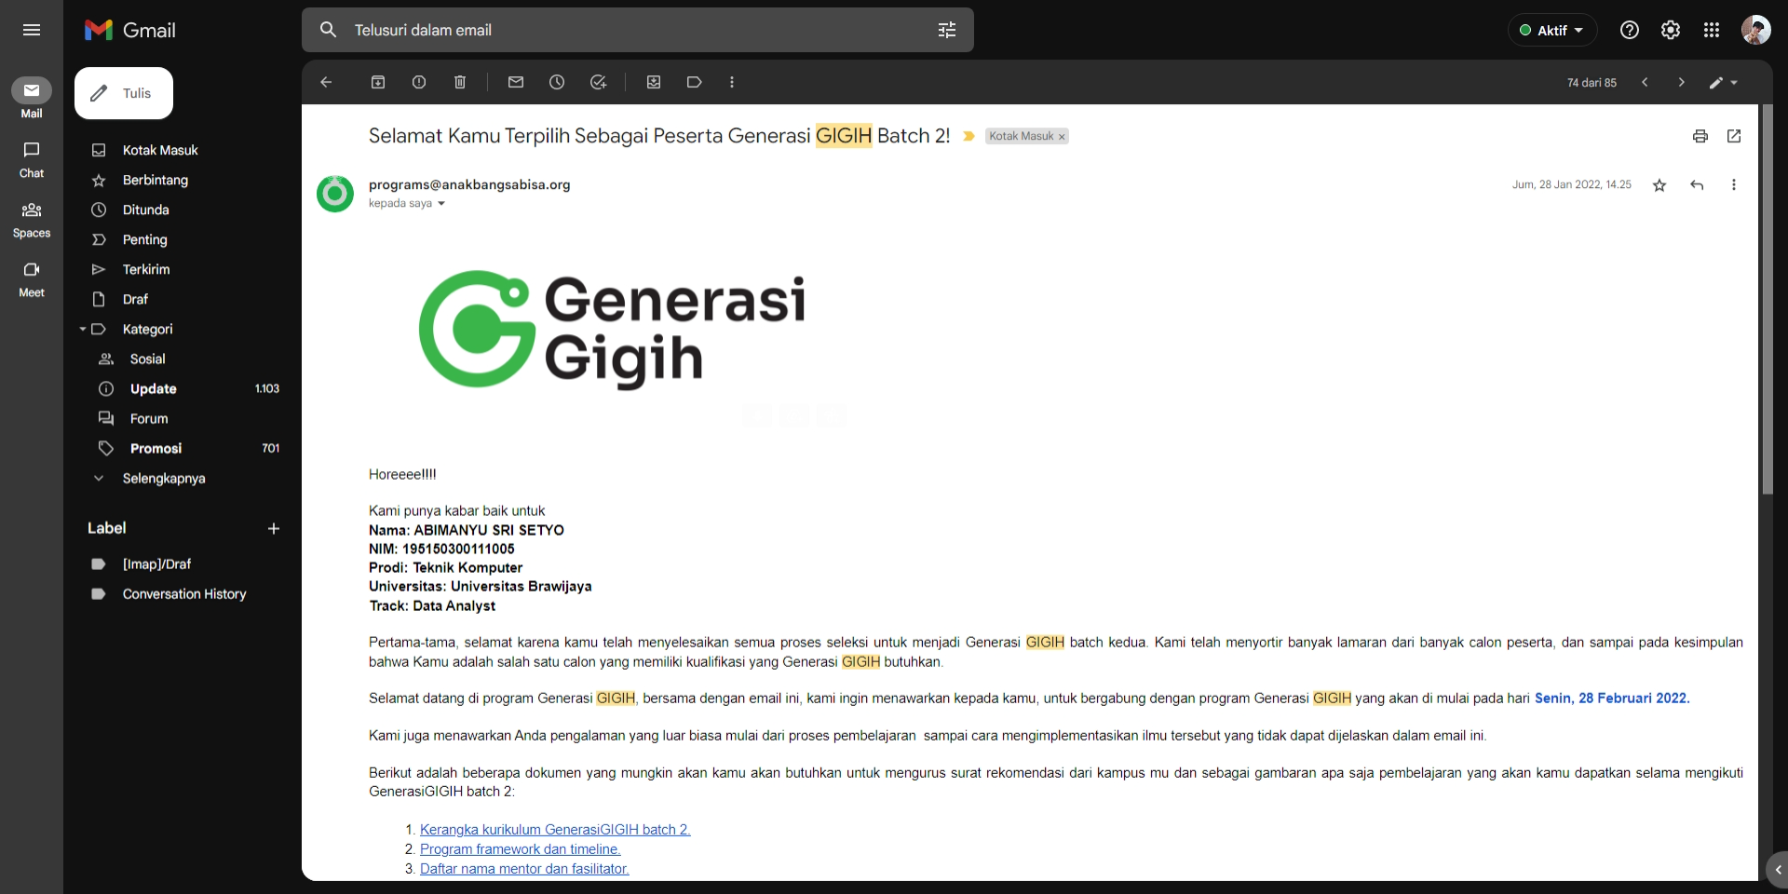 Gmail
Telusuri dalam email
Aktif
Mail
Chat
Spaces
Meet
Tulis
Kotak Masuk
Berbintang
Ditunda
Penting
Terkirim
Draf
Kategori
Sosial
Update 1.103
Forum
Promosi 701
Selengkapnya
Label
[Imap]/Draf
Conversation History
74 dari 85
Selamat Kamu Terpilih Sebagai Peserta Generasi GIGIH Batch 2! Kotak Masuk ×
programs@anakbangsabisa.org
Jum, 28 Jan 2022, 14.25
kepada saya
Generasi
Gigih
Horeeee!!!!
Kami punya kabar baik untuk
Nama: ABIMANYU SRI SETYO
NIM: 195150300111005
Prodi: Teknik Komputer
Universitas: Universitas Brawijaya
Track: Data Analyst
Pertama-tama, selamat karena kamu telah menyelesaikan semua proses seleksi untuk menjadi Generasi GIGIH batch kedua. Kami telah menyortir banyak lamaran dari banyak calon peserta, dan sampai pada kesimpulan
bahwa Kamu adalah salah satu calon yang memiliki kualifikasi yang Generasi GIGIH butuhkan.
Selamat datang di program Generasi GIGIH, bersama dengan email ini, kami ingin menawarkan kepada kamu, untuk bergabung dengan program Generasi GIGIH yang akan di mulai pada hari Senin, 28 Februari 2022.
Kami juga menawarkan Anda pengalaman yang luar biasa mulai dari proses pembelajaran sampai cara mengimplementasikan ilmu tersebut yang tidak dapat dijelaskan dalam email ini.
Berikut adalah beberapa dokumen yang mungkin akan kamu akan butuhkan untuk mengurus surat rekomendasi dari kampus mu dan sebagai gambaran apa saja pembelajaran yang akan kamu dapatkan selama mengikuti
GenerasiGIGIH batch 2:
1. Kerangka kurikulum GenerasiGIGIH batch 2.
2. Program framework dan timeline.
3. Daftar nama mentor dan fasilitator.